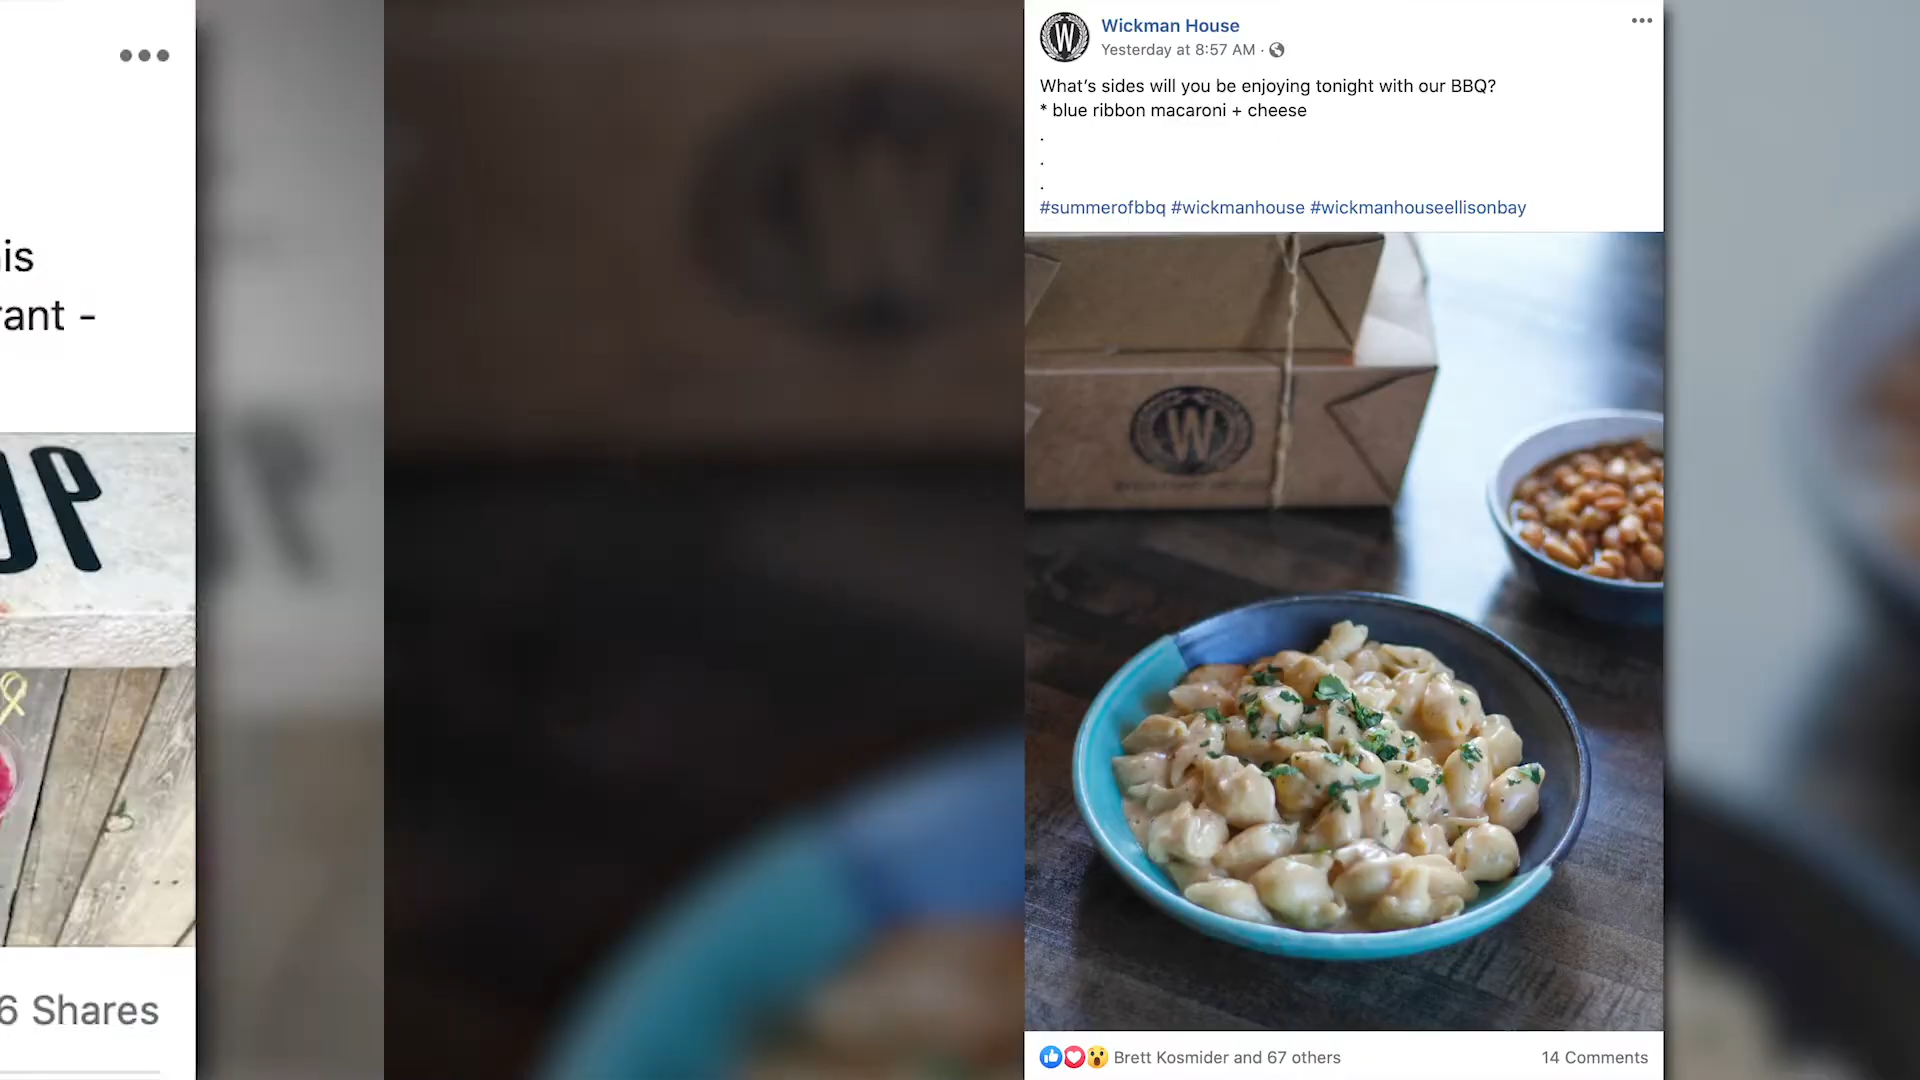 is
rant -
6 Shares
W
Wickman House
Yesterday at 8:57 AM ·
What's sides will you be enjoying tonight with our BBQ?
* blue ribbon macaroni + cheese
.
.
.
#summerofbbq #wickmanhouse #wickmanhouseellisonbay
W
Brett Kosmider and 67 others
14 Comments